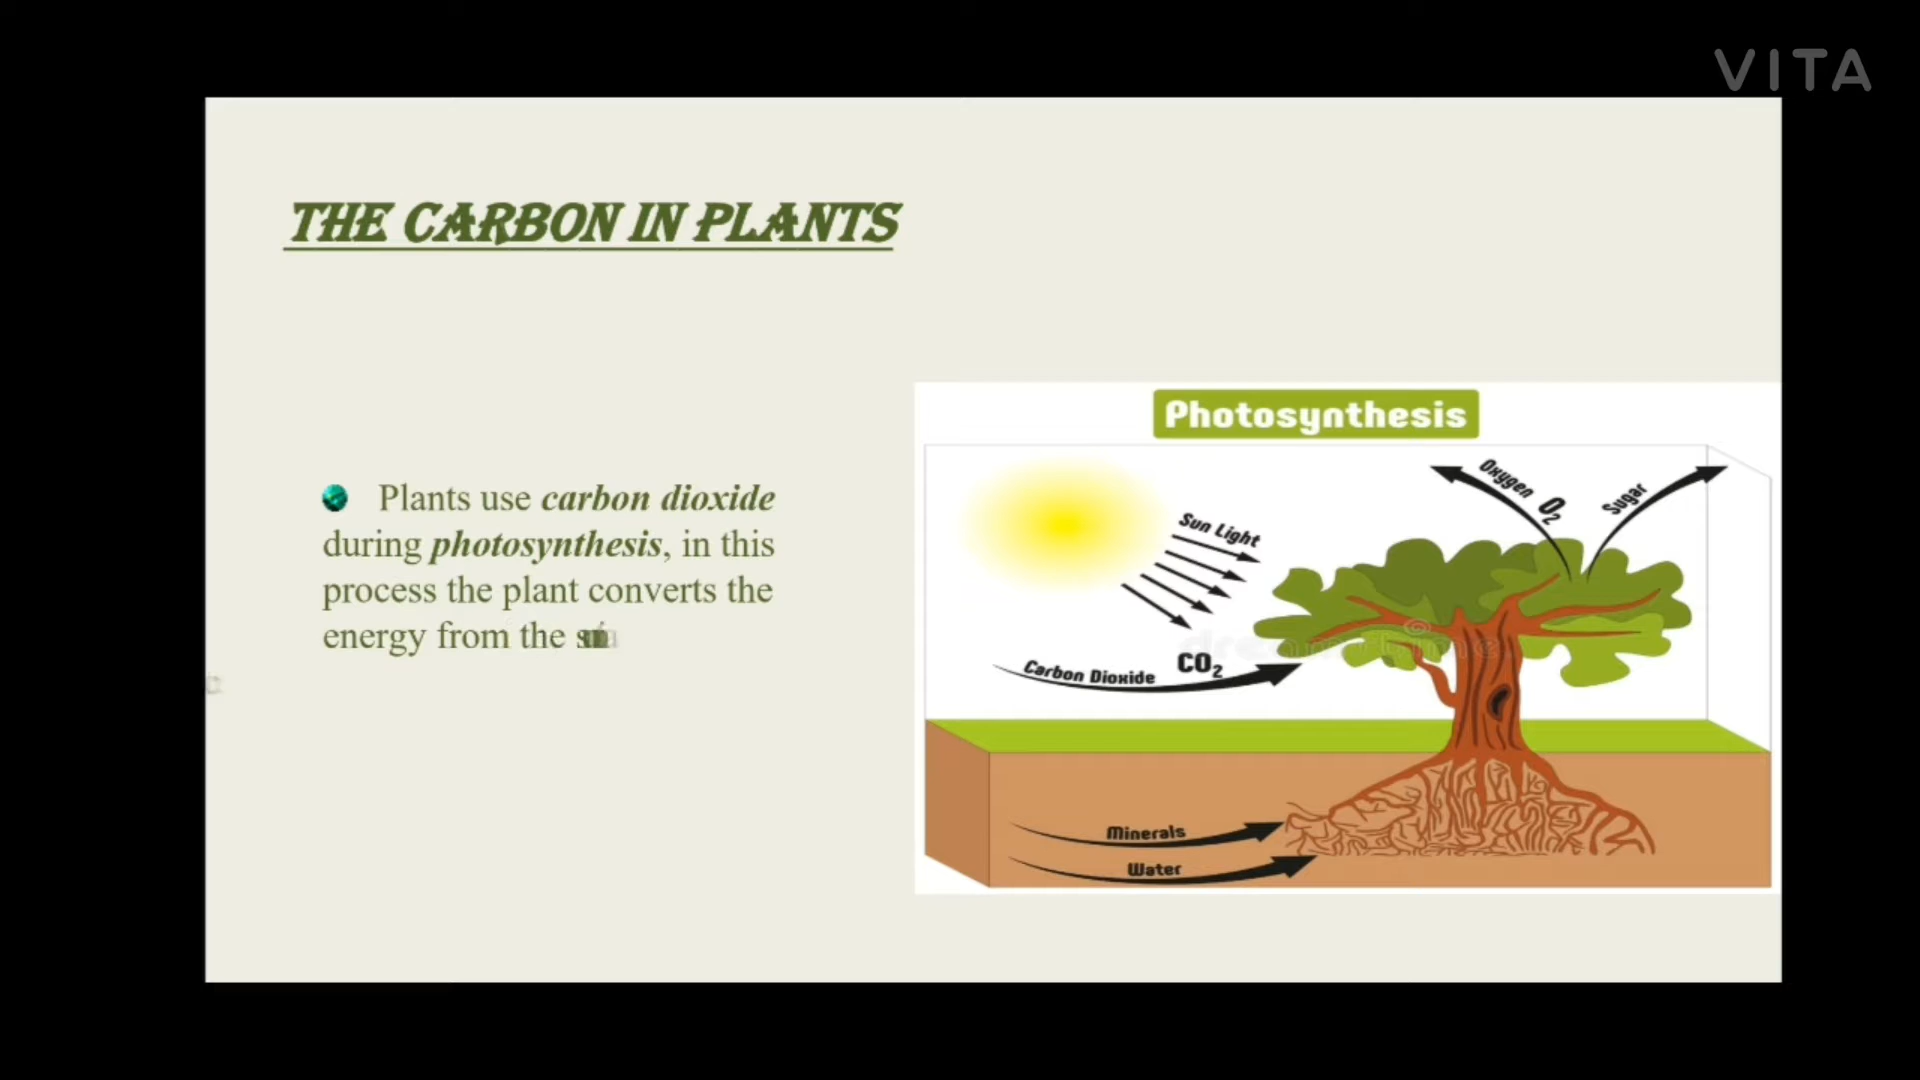 VITA
THE CARBON IN PLANTS
Plants use carbon dioxide
during photosynthesis, in this
process the plant converts the
energy from the
Photosynthesis
Oxygen O2
Sugar
Sun Light
Carbon Dioxide CO2
dreamstime
Minerals
Water